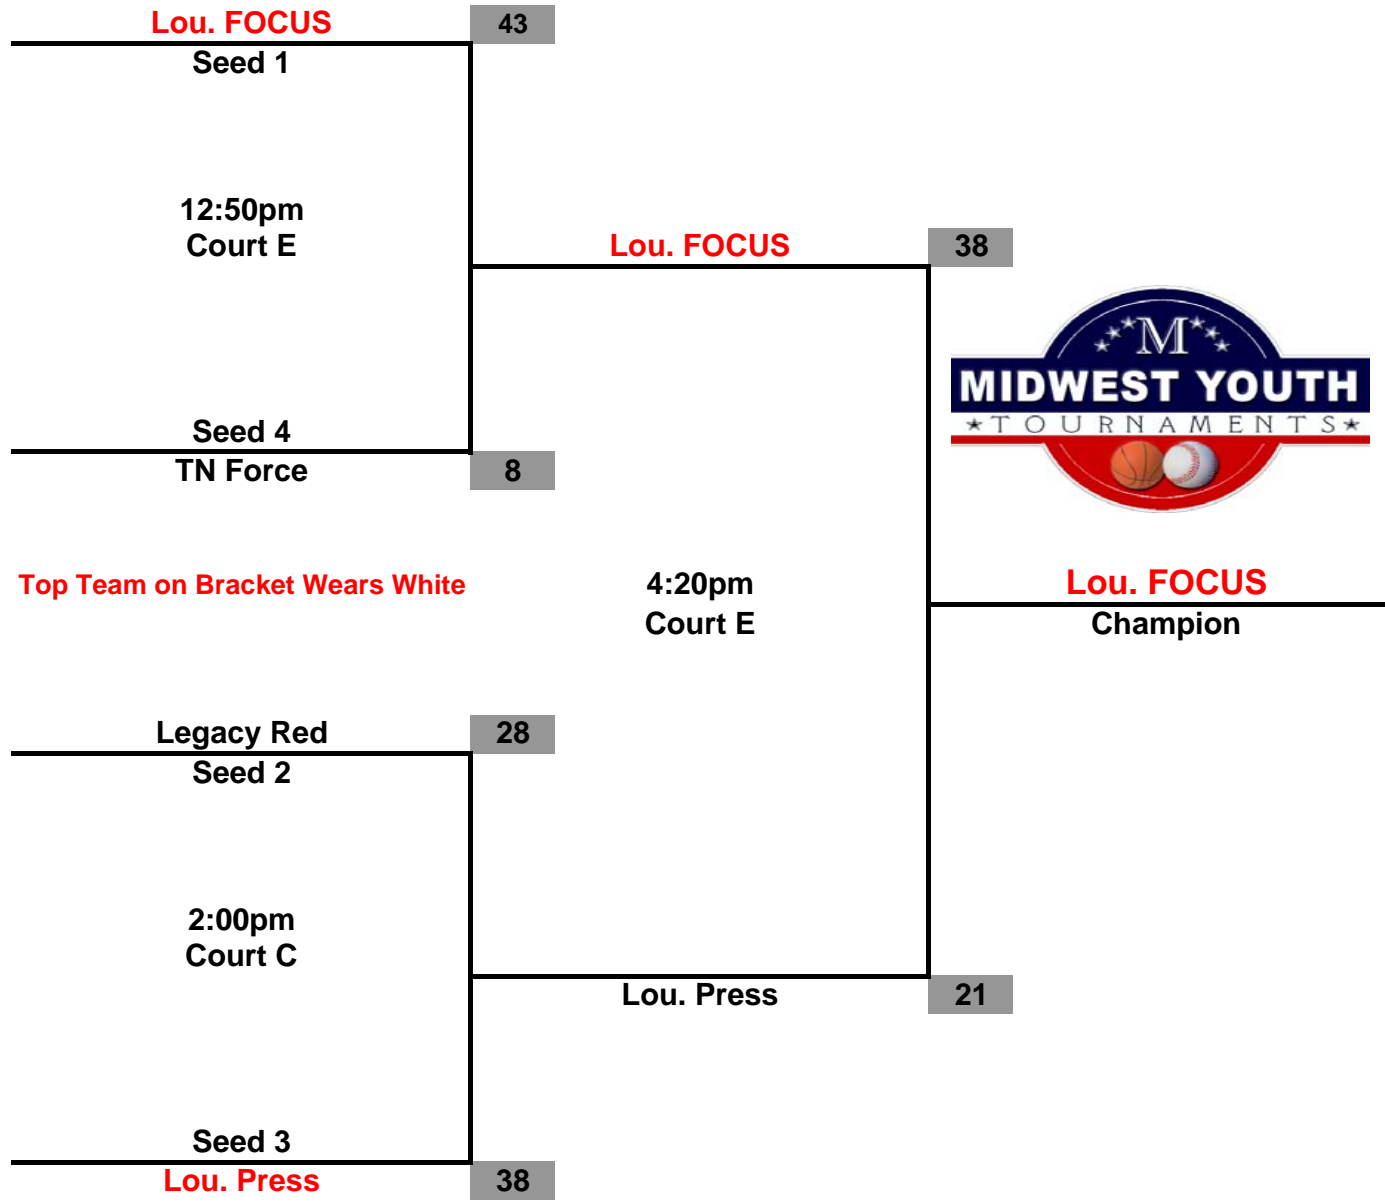 Lou. FOCUS 43
Seed 1
12:50pm
Court E
Lou. FOCUS 38
M
MIDWEST YOUTH
TOURNAMENTS
Seed 4
TN Force 8
Top Team on Bracket Wears White
4:20pm
Court E
Lou. FOCUS
Champion
Legacy Red 28
Seed 2
2:00pm
Court C
Lou. Press 21
Seed 3
Lou. Press 38